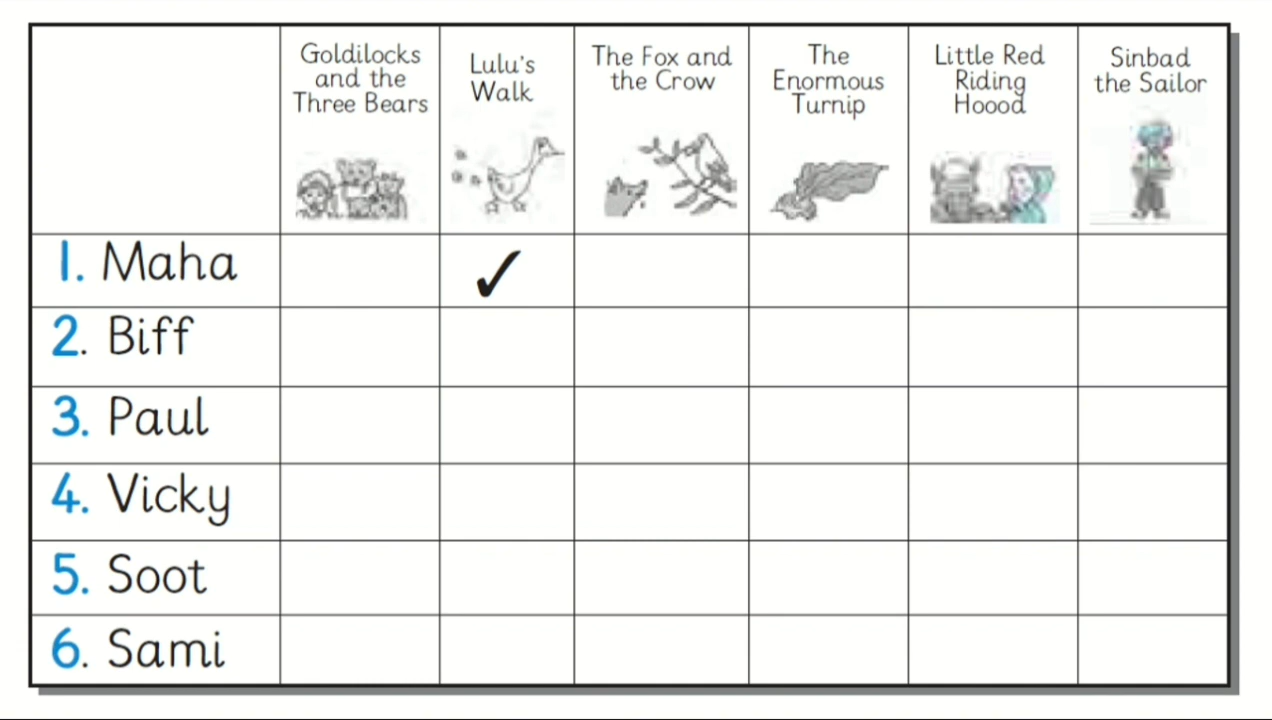 Goldilocks
and the
Three Bears
Lulu's
Walk
The Fox and
the Crow
The
Enormous
Turnip
Little Red
Riding
Hoood
Sinbad
the Sailor
1. Maha ✓
2. Biff
3. Paul
4. Vicky
5. Soot
6. Sami